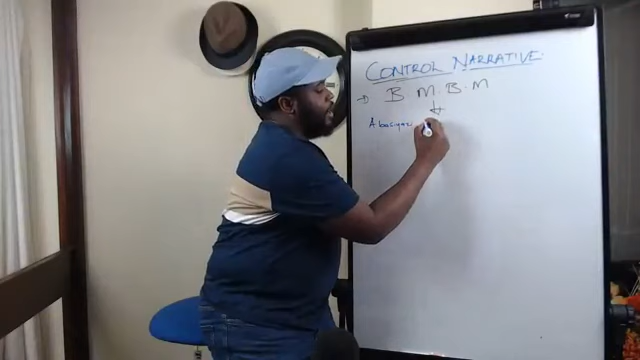 CONTROL NARRATIVE.
→ B M. B. M